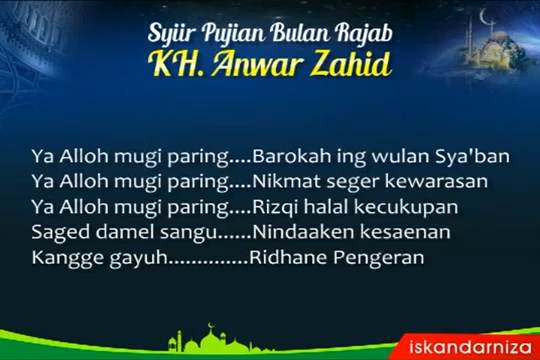 Syiir Pujian Bulan Rajab
KH. Anwar Zahid
Ya Alloh mugi paring....Barokah ing wulan Sya'ban
Ya Alloh mugi paring....Nikmat seger kewarasan
Ya Alloh mugi paring....Rizqi halal kecukupan
Saged damel sangu......Nindaaken kesaenan
Kangge gayuh..............Ridhane Pengeran
iskandarniza